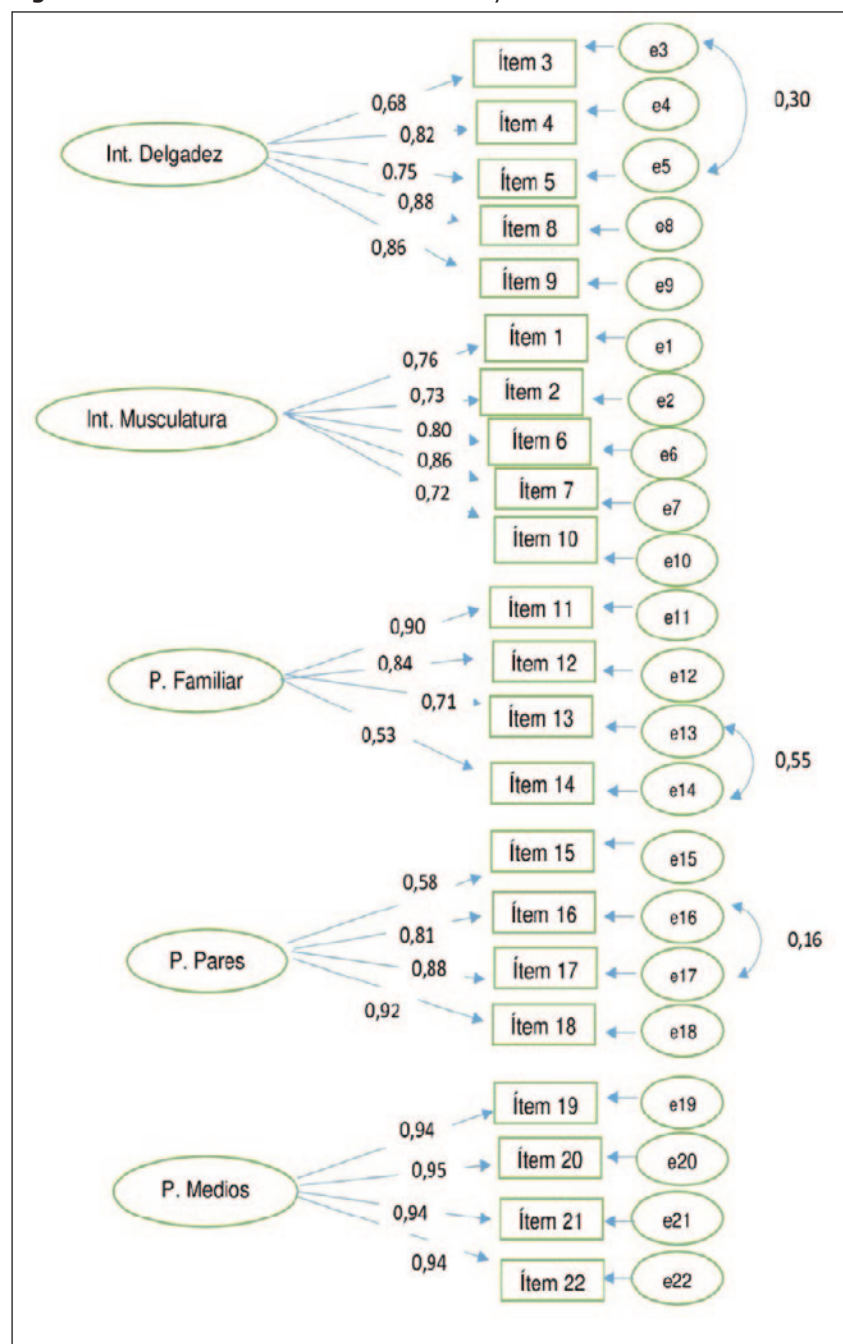 Int. Delgadez
0,68
0,82
0.75
0,88
0,86
Ítem 3
Ítem 4
Ítem 5
Ítem 8
Ítem 9
e3
e4
e5
e8
e9
0,30
Int. Musculatura
0,76
0,73
0.80
0,86
0,72
Ítem 1
Ítem 2
Ítem 6
Ítem 7
Ítem 10
e1
e2
e6
e7
e10
P. Familiar
0,90
0,84
0,71
0,53
Ítem 11
Ítem 12
Ítem 13
Ítem 14
e11
e12
e13
e14
0,55
P. Pares
0,58
0,81
0,88
0,92
Ítem 15
Ítem 16
Ítem 17
Ítem 18
e15
e16
e17
e18
0,16
P. Medios
0,94
0,95
0,94
0,94
Ítem 19
Ítem 20
Ítem 21
Ítem 22
e19
e20
e21
e22